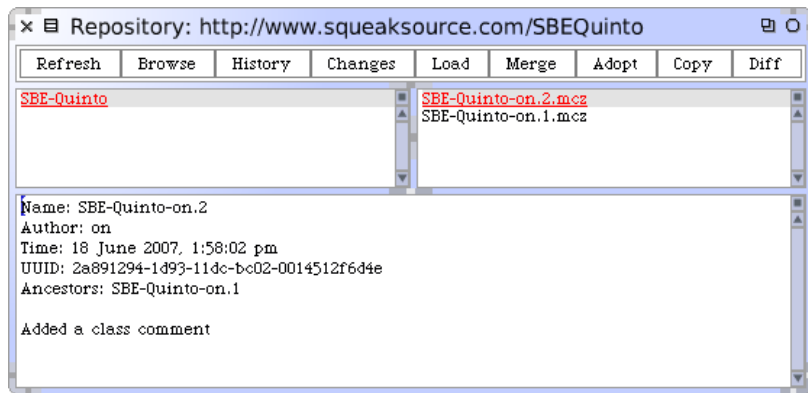 Repository: http://www.squeaksource.com/SBEQuinto
Refresh Browse History Changes Load Merge Adopt Copy Diff
SBE-Quinto
SBE-Quinto-on.2.mcz
SBE-Quinto-on.1.mcz
Name: SBE-Quinto-on.2
Author: on
Time: 18 June 2007, 1:58:02 pm
UUID: 2a891294-1d93-11dc-bc02-0014512f6d4e
Ancestors: SBE-Quinto-on.1
Added a class comment